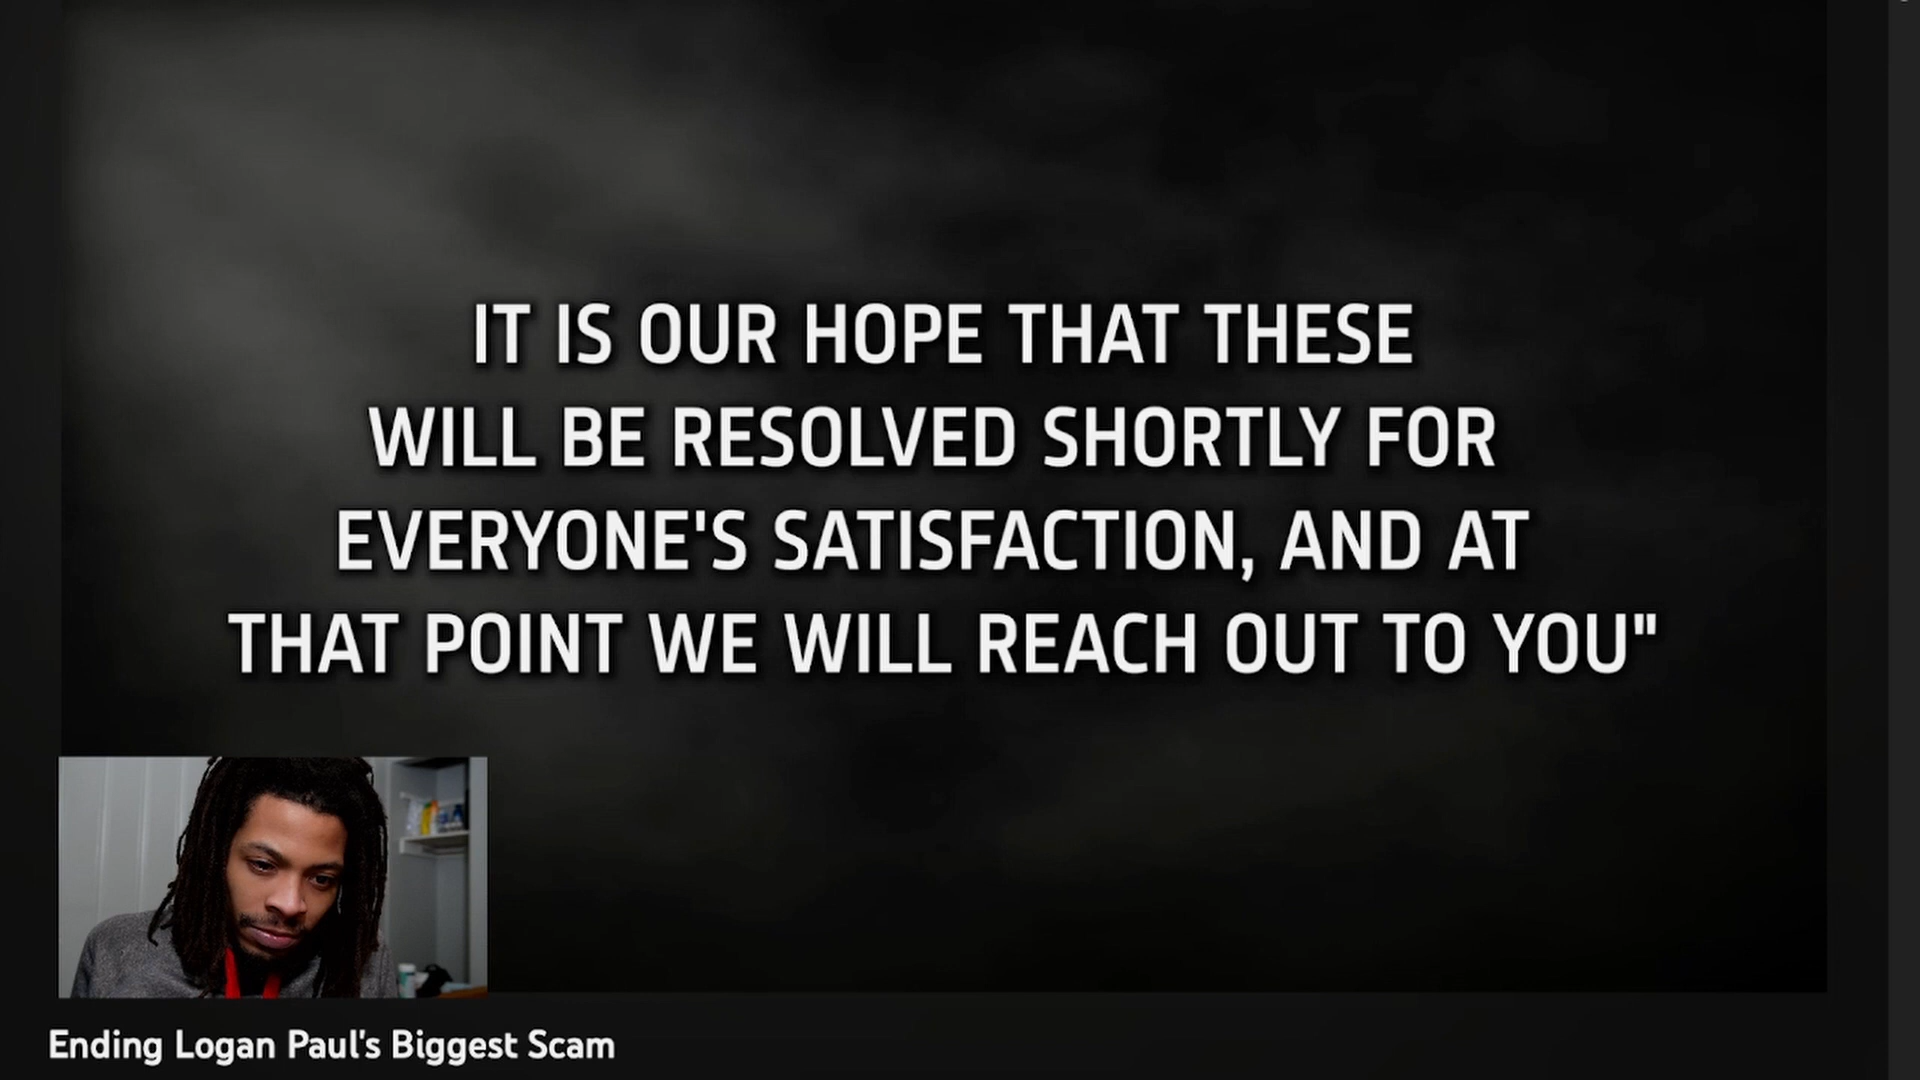 IT IS OUR HOPE THAT THESE
WILL BE RESOLVED SHORTLY FOR
EVERYONE'S SATISFACTION, AND AT
THAT POINT WE WILL REACH OUT TO YOU"
Ending Logan Paul's Biggest Scam